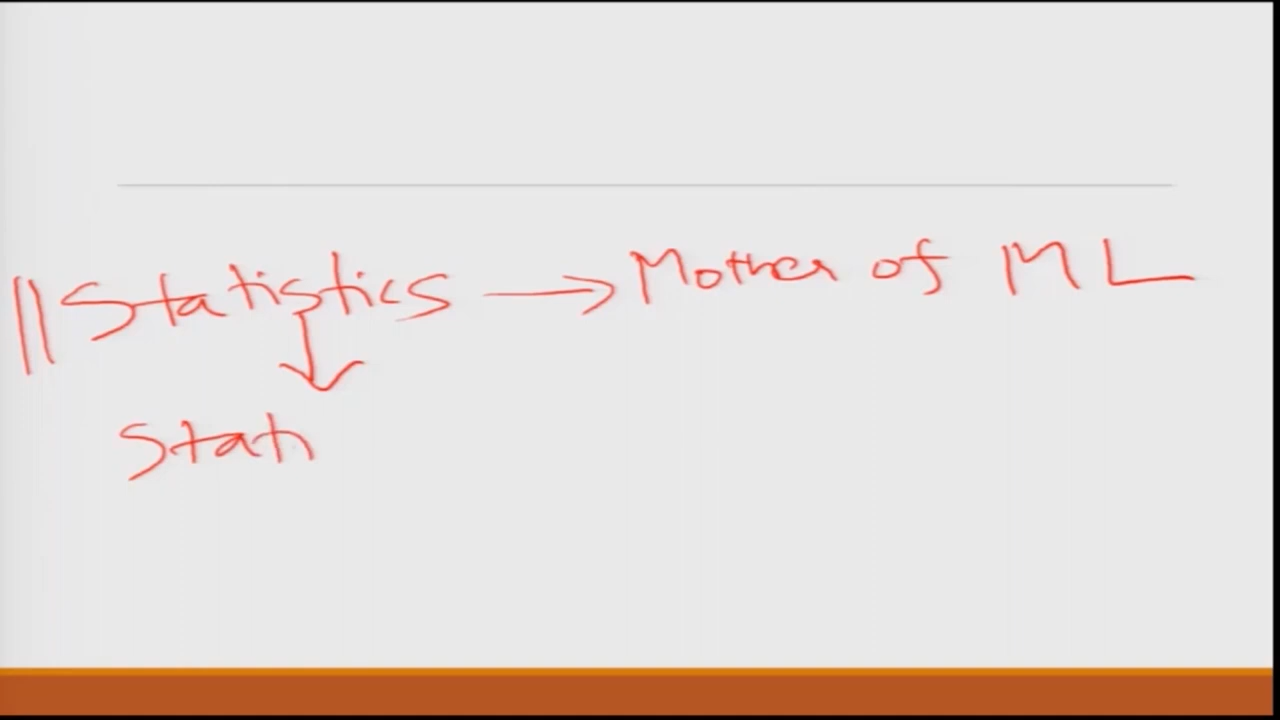 Statistics → Mother of ML
Stati